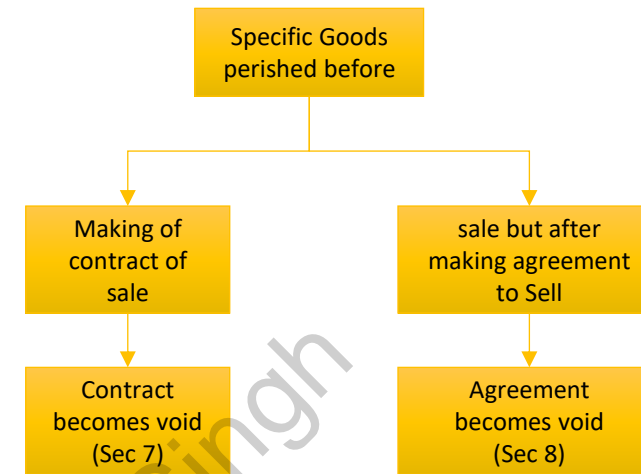 Specific Goods
perished before
Making of
contract of
sale
sale but after
making agreement
to Sell
Contract
becomes void
(Sec 7)
Agreement
becomes void
(Sec 8)
Singh